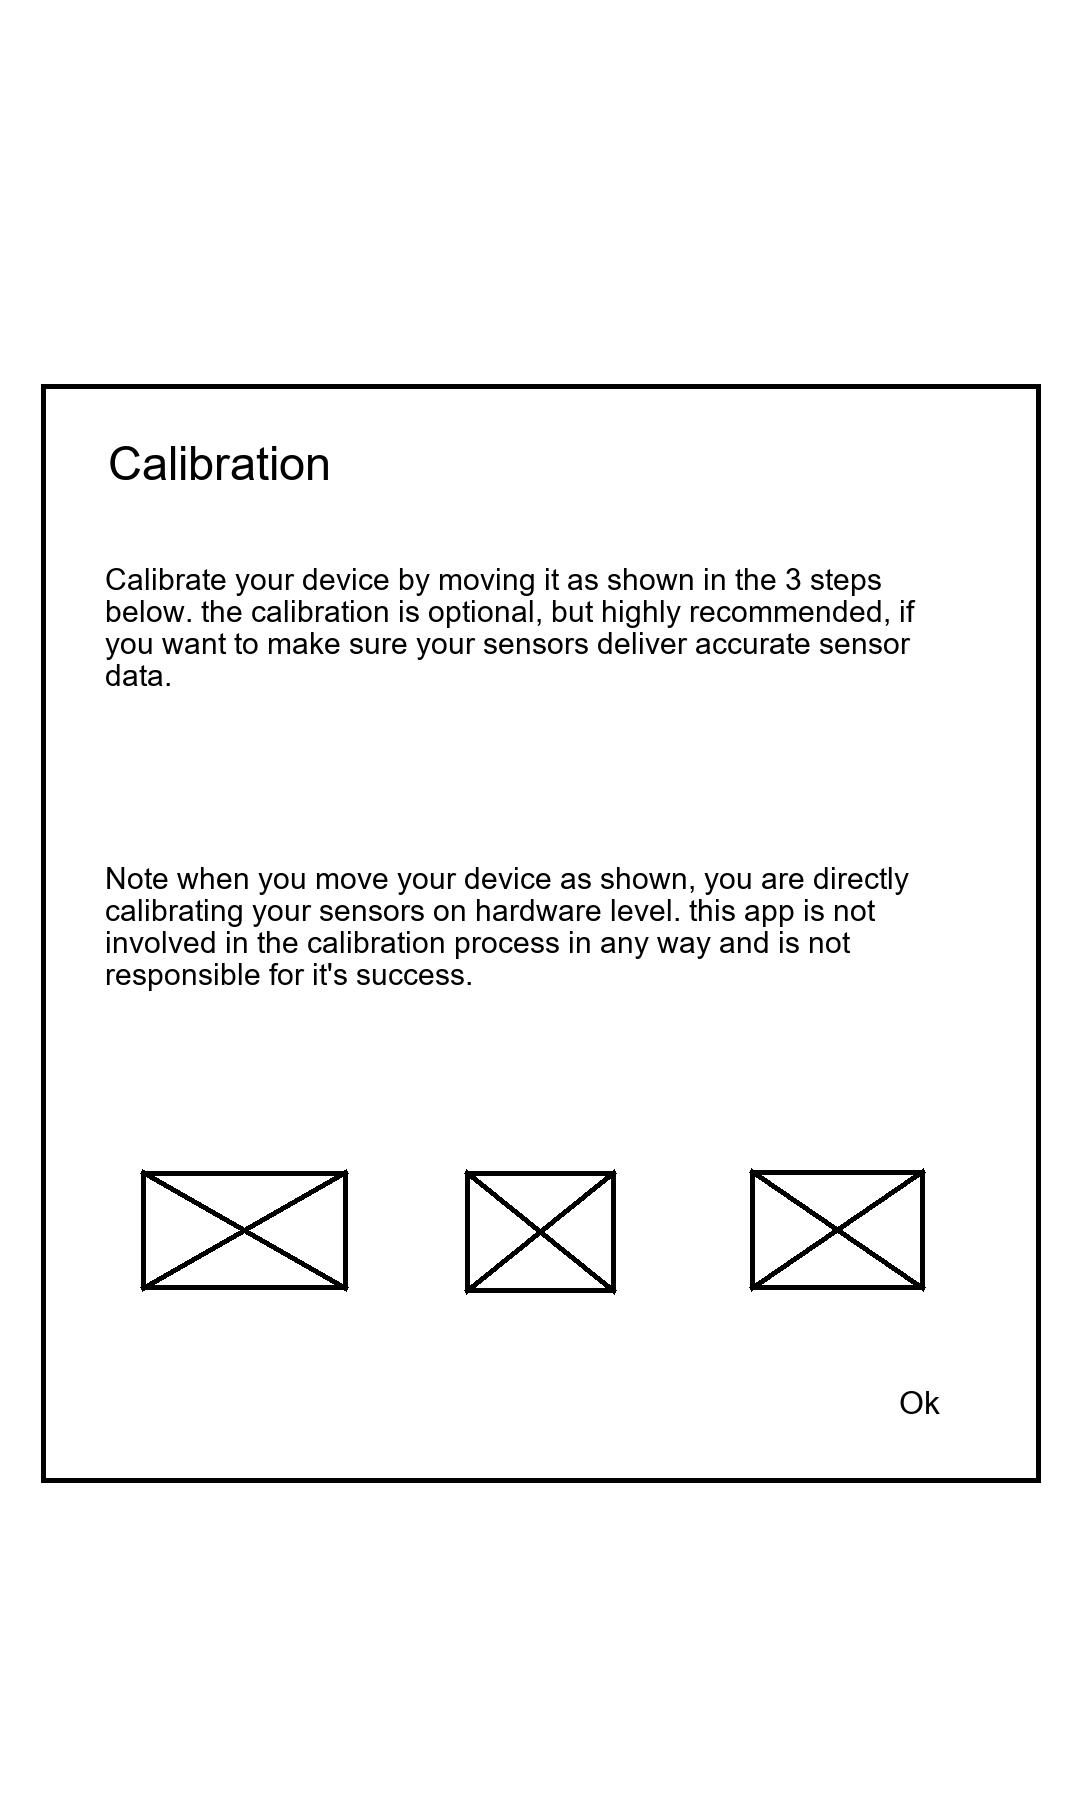 Calibration
Calibrate your device by moving it as shown in the 3 steps
below. the calibration is optional, but highly recommended, if
you want to make sure your sensors deliver accurate sensor
data.
Note when you move your device as shown, you are directly
calibrating your sensors on hardware level. this app is not
involved in the calibration process in any way and is not
responsible for it's success.
Ok